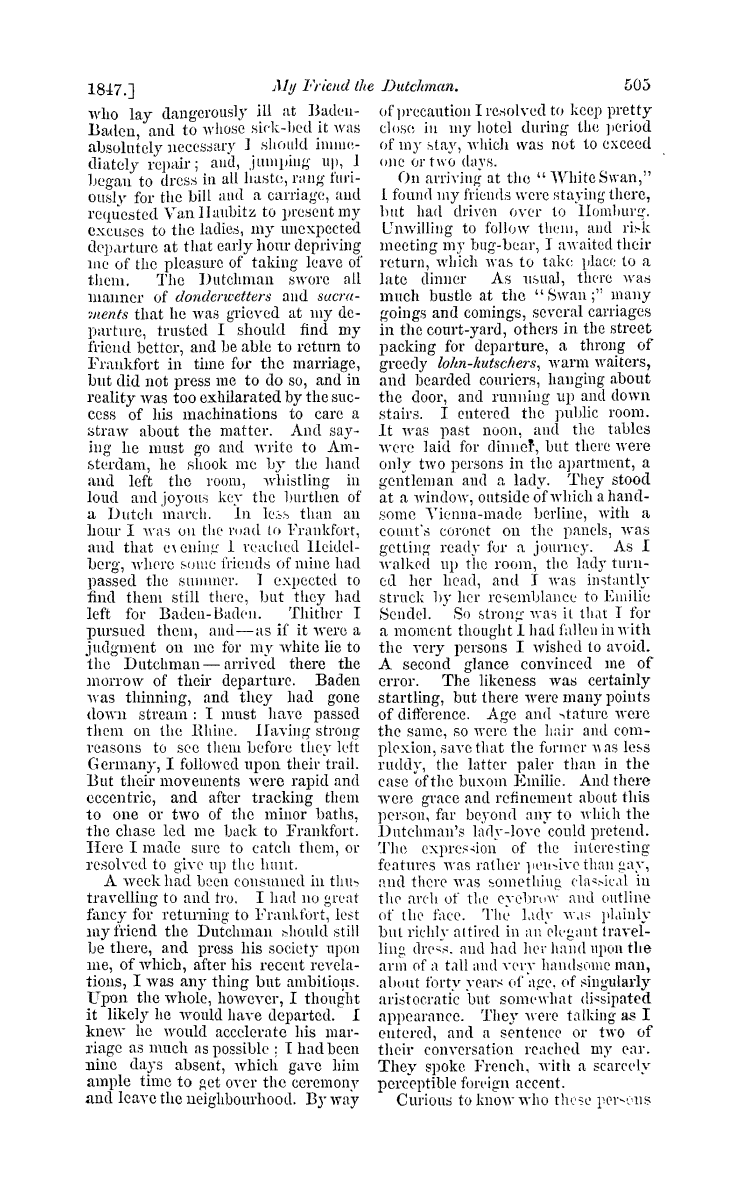 1847.] My Friend the Dutchman. 505
who lay dangerously ill at Baden-
Baden, and to whose sick-bed it was
absolutely necessary I should imme-
diately repair; and, jumping up, I
began to dress in all haste, rang furi-
ously for the bill and a carriage, and
requested Van Haubitz to present my
excuses to the ladies, my unexpected
departure at that early hour depriving
me of the pleasure of taking leave of
them. The Dutchman swore all
manner of donderwetters and sacra-
ments that he was grieved at my de-
parture, trusted I should find my
friend better, and be able to return to
Frankfort in time for the marriage,
but did not press me to do so, and in
reality was too exhilarated by the suc-
cess of his machinations to care a
straw about the matter. And say-
ing he must go and write to Am-
sterdam, he shook me by the hand
and left the room, whistling in
loud and joyous key the burthen of
a Dutch march. In less than an
hour I was on the road to Frankfort,
and that evening I reached Heidel-
berg, where some friends of mine had
passed the summer. I expected to
find them still there, but they had
left for Baden-Baden. Thither I
pursued them, and—as if it were a
judgment on me for my white lie to
the Dutchman—arrived there the
morrow of their departure. Baden
was thinning, and they had gone
down stream: I must have passed
them on the Rhine. Having strong
reasons to see them before they left
Germany, I followed upon their trail.
But their movements were rapid and
eccentric, and after tracking them
to one or two of the minor baths,
the chase led me back to Frankfort.
Here I made sure to catch them, or
resolved to give up the hunt.
A week had been consumed in thus
travelling to and fro. I had no great
fancy for returning to Frankfort, lest
my friend the Dutchman should still
be there, and press his society upon
me, of which, after his recent revela-
tions, I was any thing but ambitious.
Upon the whole, however, I thought
it likely he would have departed. I
knew he would accelerate his mar-
riage as much as possible; I had been
nine days absent, which gave him
ample time to get over the ceremony
and leave the neighbourhood. By way
of precaution I resolved to keep pretty
close in my hotel during the period
of my stay, which was not to exceed
one or two days.
On arriving at the "White Swan,"
I found my friends were staying there,
but had driven over to Homburg.
Unwilling to follow them, and risk
meeting my bug-bear, I awaited their
return, which was to take place to a
late dinner As usual, there was
much bustle at the "Swan;" many
goings and comings, several carriages
in the court-yard, others in the street
packing for departure, a throng of
greedy lohn-kutschers, warm waiters,
and bearded couriers, hanging about
the door, and running up and down
stairs. I entered the public room.
It was past noon, and the tables
were laid for dinner, but there were
only two persons in the apartment, a
gentleman and a lady. They stood
at a window, outside of which a hand-
some Vienna-made berline, with a
count's coronet on the panels, was
getting ready for a journey. As I
walked up the room, the lady turn-
ed her head, and I was instantly
struck by her resemblance to Emilie
Sendel. So strong was it that I for
a moment thought I had fallen in with
the very persons I wished to avoid.
A second glance convinced me of
error. The likeness was certainly
startling, but there were many points
of difference. Age and stature were
the same, so were the hair and com-
plexion, save that the former was less
ruddy, the latter paler than in the
case of the buxom Emilie. And there
were grace and refinement about this
person, far beyond any to which the
Dutchman's lady-love could pretend.
The expression of the interesting
features was rather pensive than gay,
and there was something classical in
the arch of the eyebrow and outline
of the face. The lady was plainly
but richly attired in an elegant travel-
ling dress, and had her hand upon the
arm of a tall and very handsome man,
about forty years of age, of singularly
aristocratic but somewhat dissipated
appearance. They were talking as I
entered, and a sentence or two of
their conversation reached my ear.
They spoke French, with a scarcely
perceptible foreign accent.
Curious to know who these persons